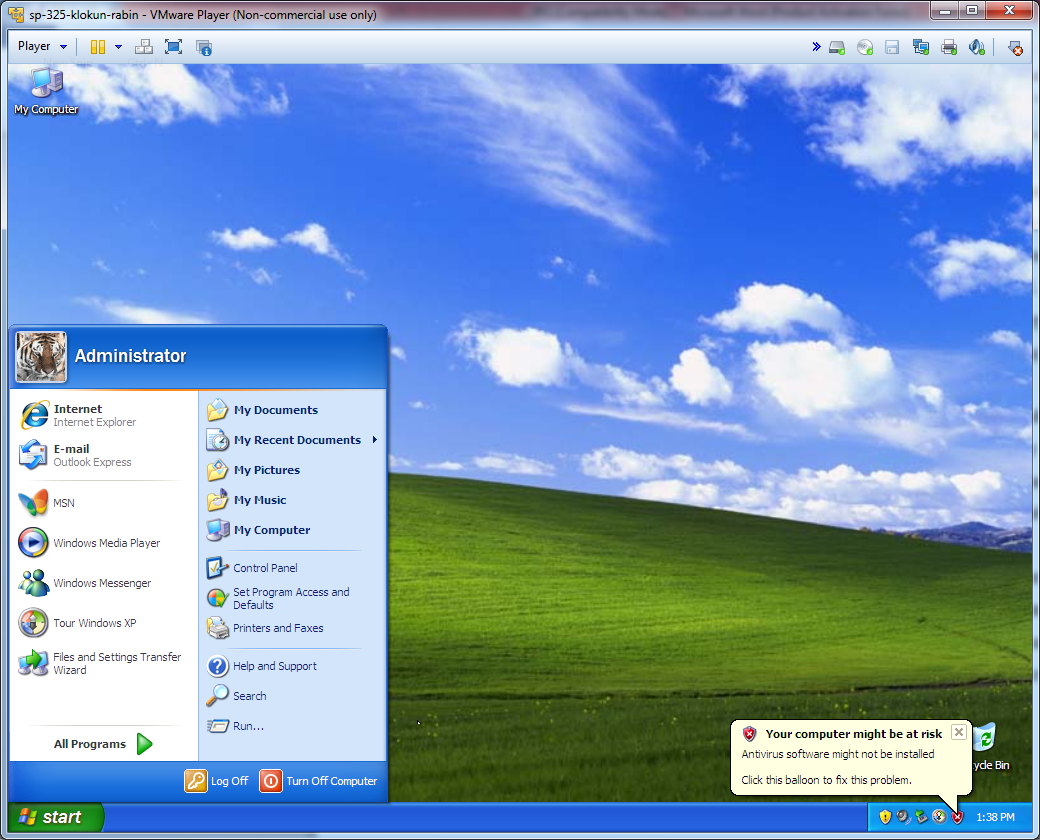 sp-325-klokun-rabin - VMware Player (Non-commercial use only)
Player
My Computer
Administrator
Internet
Internet Explorer
E-mail
Outlook Express
MSN
Windows Media Player
Windows Messenger
Tour Windows XP
Files and Settings Transfer
Wizard
All Programs
My Documents
My Recent Documents
My Pictures
My Music
My Computer
Control Panel
Set Program Access and
Defaults
Printers and Faxes
Help and Support
Search
Run...
Log Off
Turn Off Computer
Your computer might be at risk
Antivirus software might not be installed
Click this balloon to fix this problem.
ycle Bin
start
1:38 PM